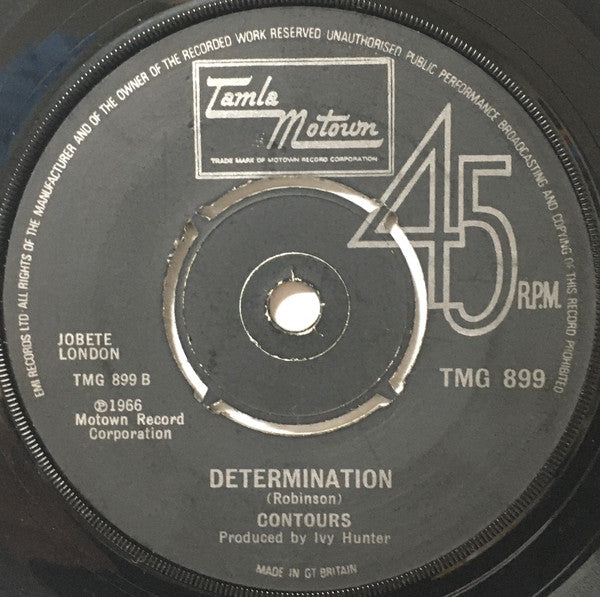 EMI RECORDS LTD ALL RIGHTS OF THE MANUFACTURER AND OF THE OWNER OF THE RECORDED WORK RESERVED UNAUTHORISED PUBLIC PERFORMANCE BROADCASTING AND COPYING OF THIS RECORD PROHIBITED
Tamla
Motown
TRADE MARK OF MOTOWN RECORD CORPORATION
45
R.P.M.
JOBETE
LONDON
TMG 899 B
TMG 899
℗1966
Motown Record
Corporation
DETERMINATION
(Robinson)
CONTOURS
Produced by Ivy Hunter
MADE IN GT BRITAIN